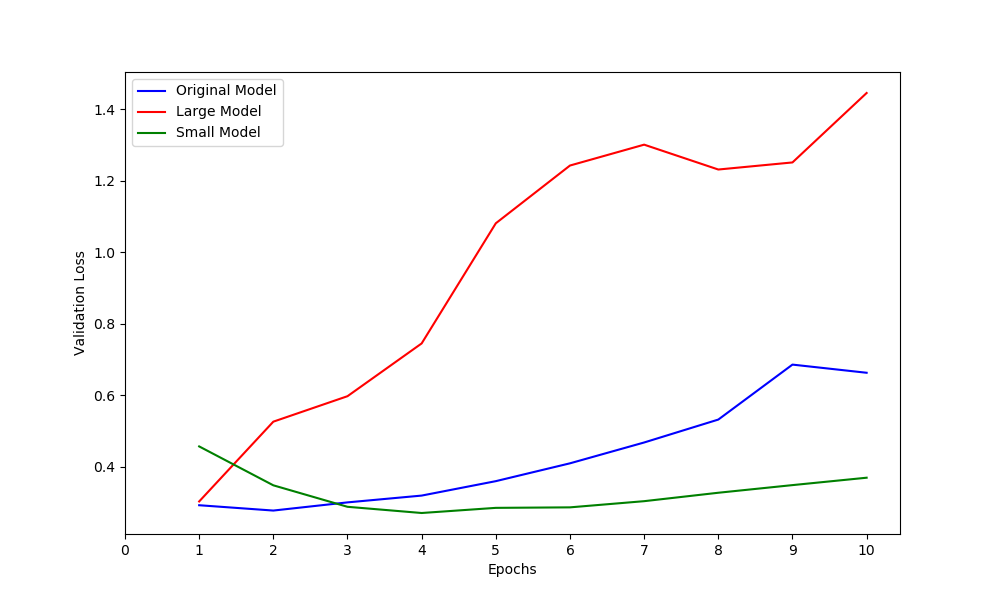 Original Model
Large Model
Small Model
1.4
1.2
1.0
0.8
0.6
0.4
Validation Loss
0 1 2 3 4 5 6 7 8 9 10
Epochs